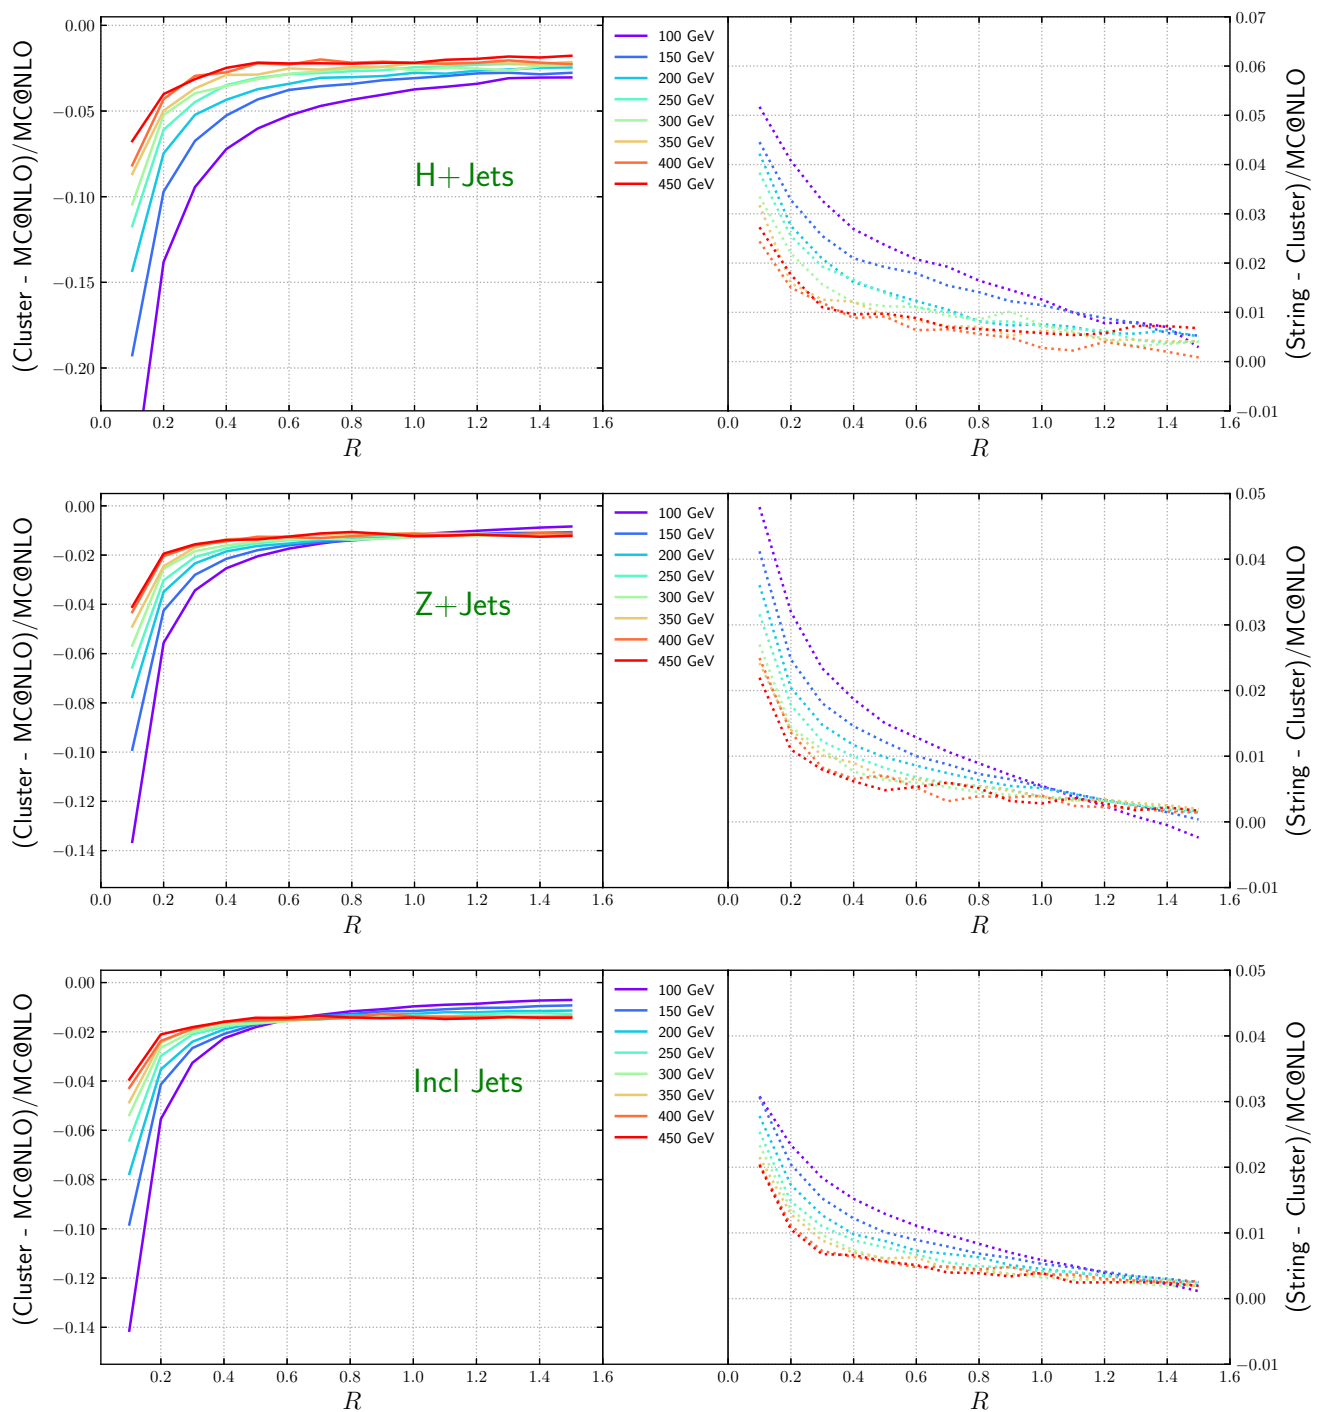 (Cluster - MC@NLO)/MC@NLO
0.00
−0.05
−0.10
−0.15
−0.20
0.0 0.2 0.4 0.6 0.8 1.0 1.2 1.4 1.6
R
H+Jets
100 GeV
150 GeV
200 GeV
250 GeV
300 GeV
350 GeV
400 GeV
450 GeV
0.07
0.06
0.05
0.04
0.03
0.02
0.01
0.00
−0.01
0.0 0.2 0.4 0.6 0.8 1.0 1.2 1.4 1.6
R
(String - Cluster)/MC@NLO
(Cluster - MC@NLO)/MC@NLO
0.00
−0.02
−0.04
−0.06
−0.08
−0.10
−0.12
−0.14
0.0 0.2 0.4 0.6 0.8 1.0 1.2 1.4 1.6
R
Z+Jets
100 GeV
150 GeV
200 GeV
250 GeV
300 GeV
350 GeV
400 GeV
450 GeV
0.05
0.04
0.03
0.02
0.01
0.00
−0.01
0.0 0.2 0.4 0.6 0.8 1.0 1.2 1.4 1.6
R
(String - Cluster)/MC@NLO
(Cluster - MC@NLO)/MC@NLO
0.00
−0.02
−0.04
−0.06
−0.08
−0.10
−0.12
−0.14
0.2 0.4 0.6 0.8 1.0 1.2 1.4 1.6
R
Incl Jets
100 GeV
150 GeV
200 GeV
250 GeV
300 GeV
350 GeV
400 GeV
450 GeV
0.05
0.04
0.03
0.02
0.01
0.00
−0.01
0.0 0.2 0.4 0.6 0.8 1.0 1.2 1.4 1.6
R
(String - Cluster)/MC@NLO